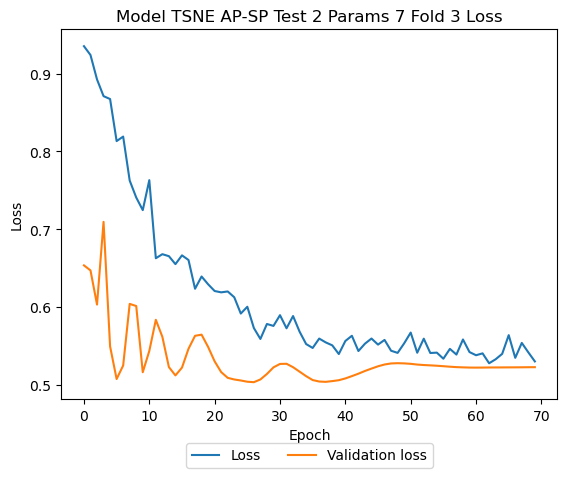 Model TSNE AP-SP Test 2 Params 7 Fold 3 Loss
0.9
0.8
0.7
0.6
0.5
Loss
0 10 20 30 40 50 60 70
Epoch
Loss Validation loss